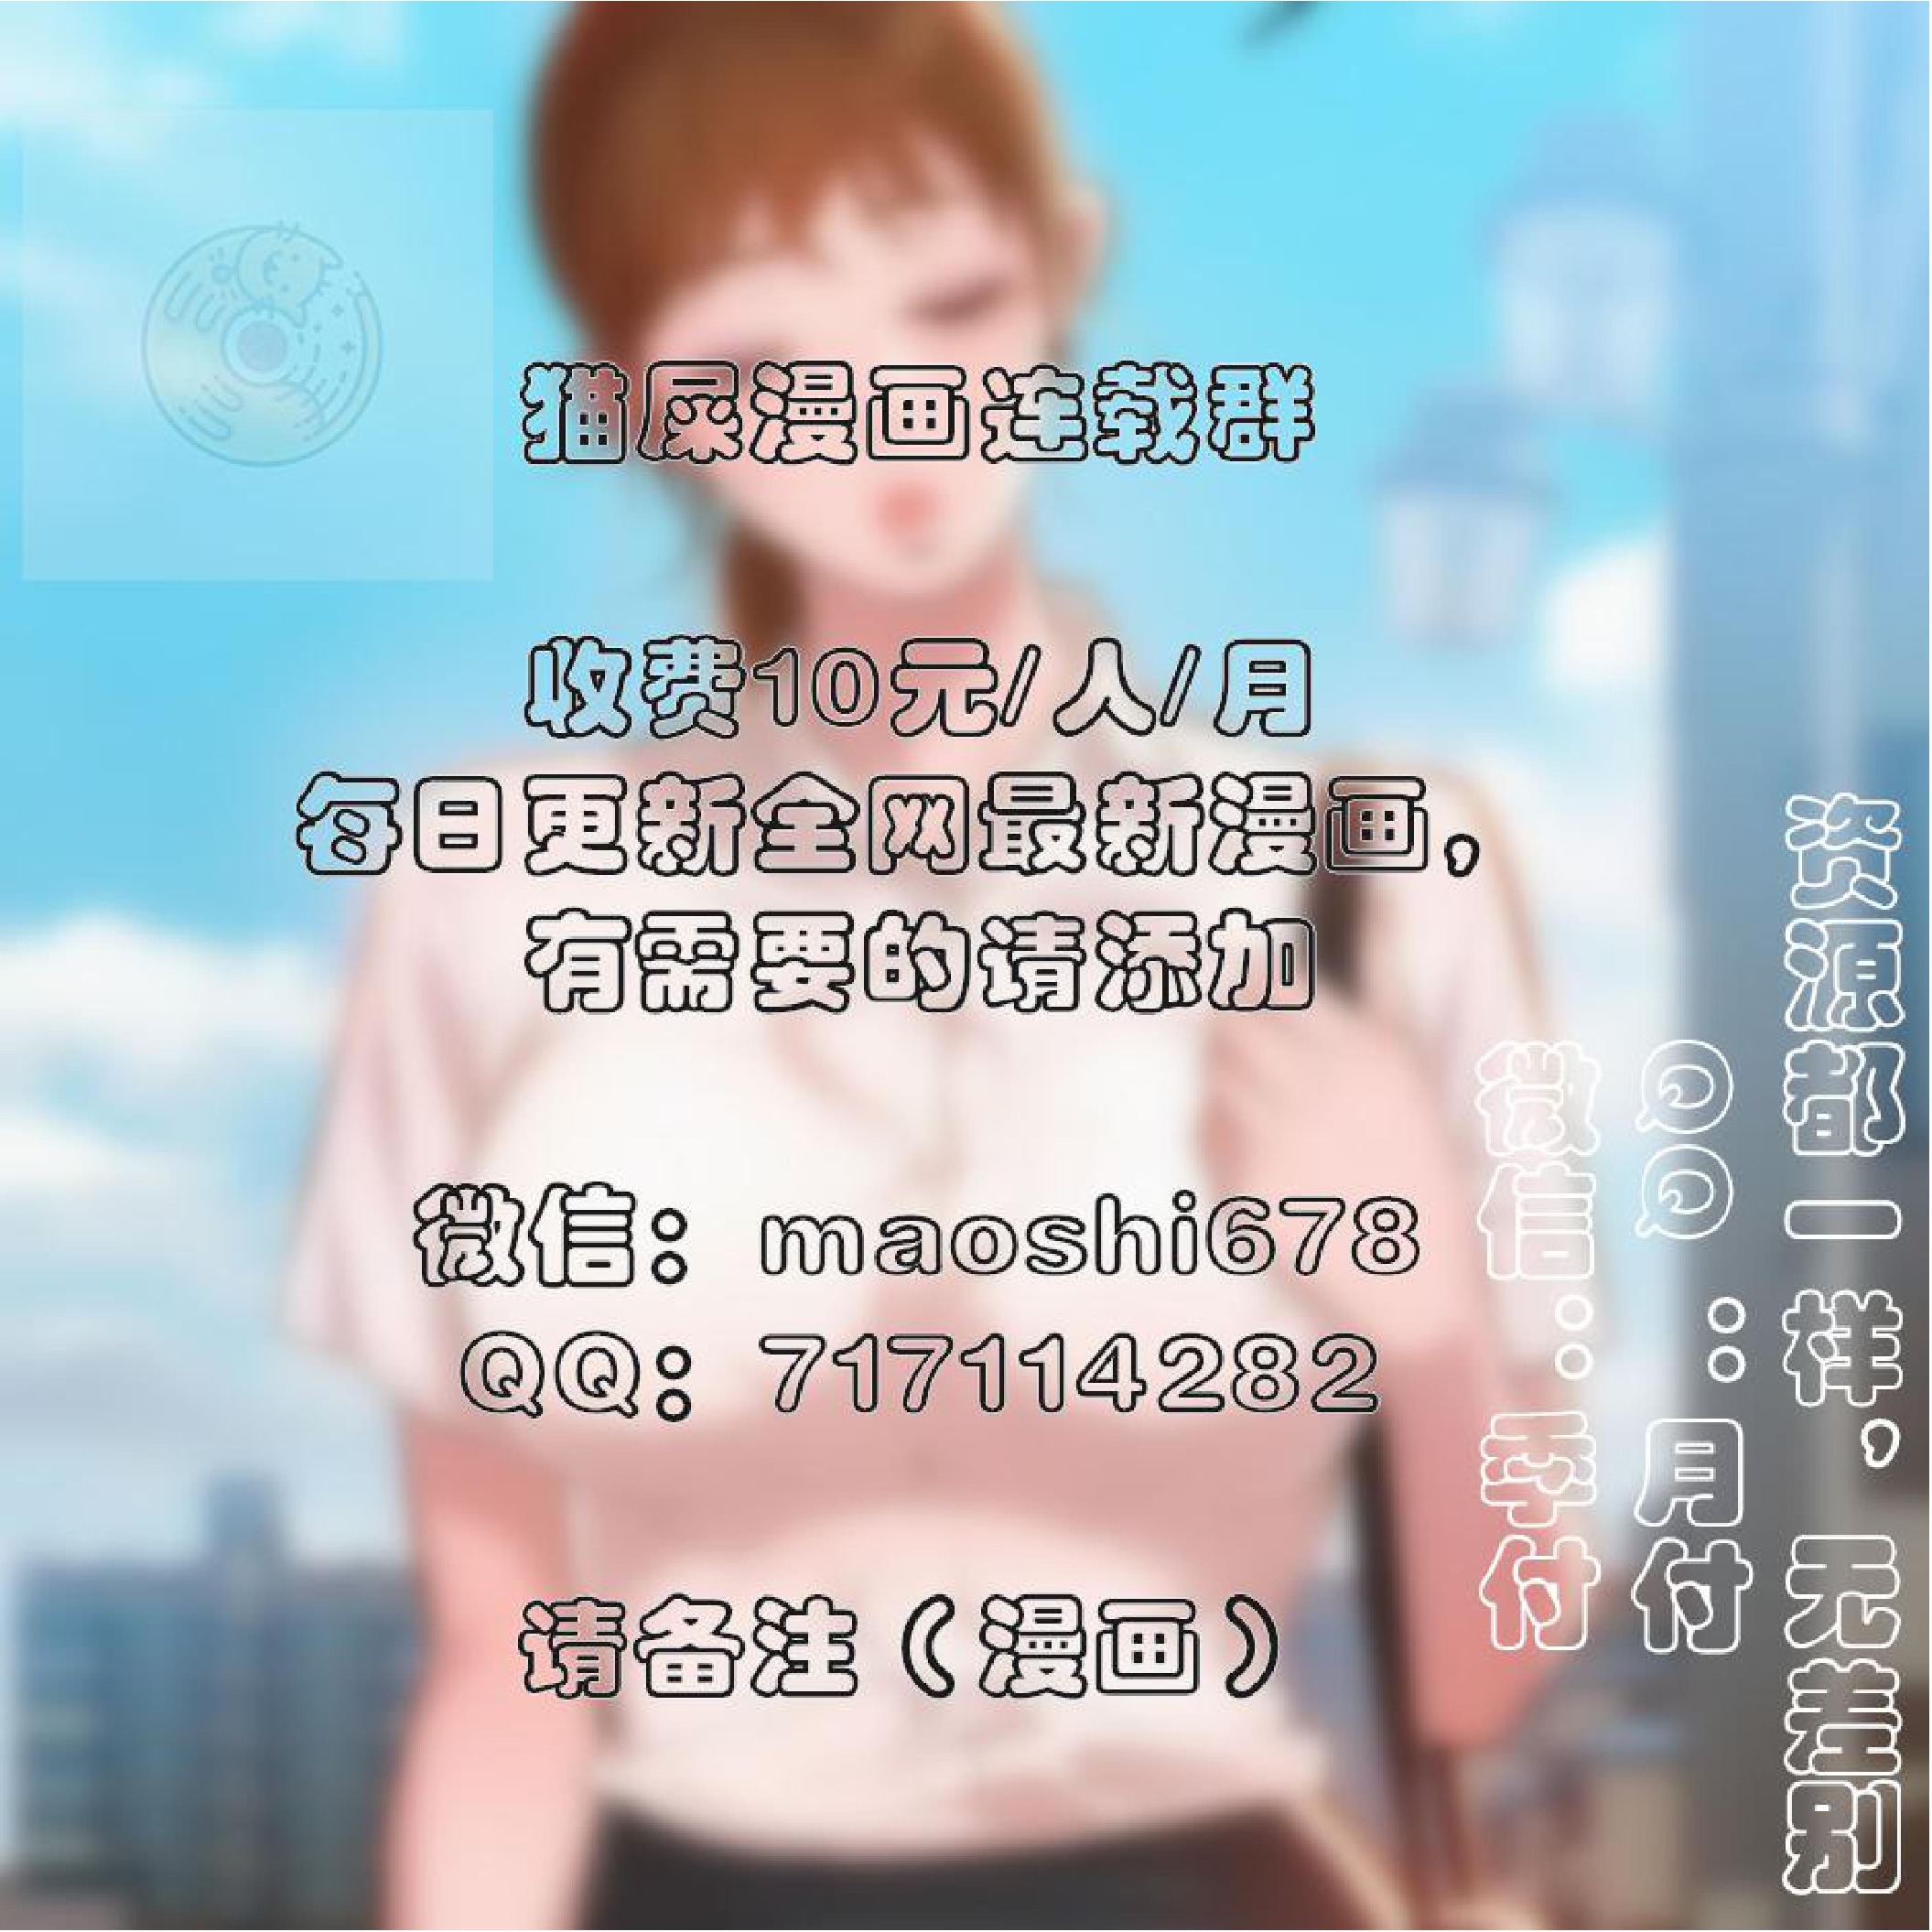 猫屎漫画连载群
收费10元/人/月
每日更新全网最新漫画,
有需要的请添加
微信: maoshi678
QQ: 717114282
请备注(漫画)
资源都一样,无差别
QQ:月付
微信:季付